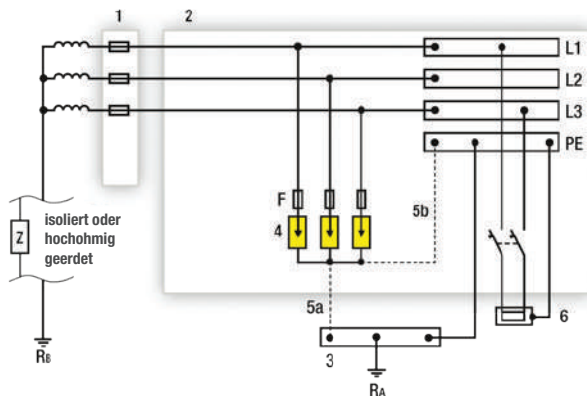 1
2
L1
L2
L3
PE
F
4
5b
Z
isoliert oder
hochohmig
geerdet
5a
6
3
RB
RA